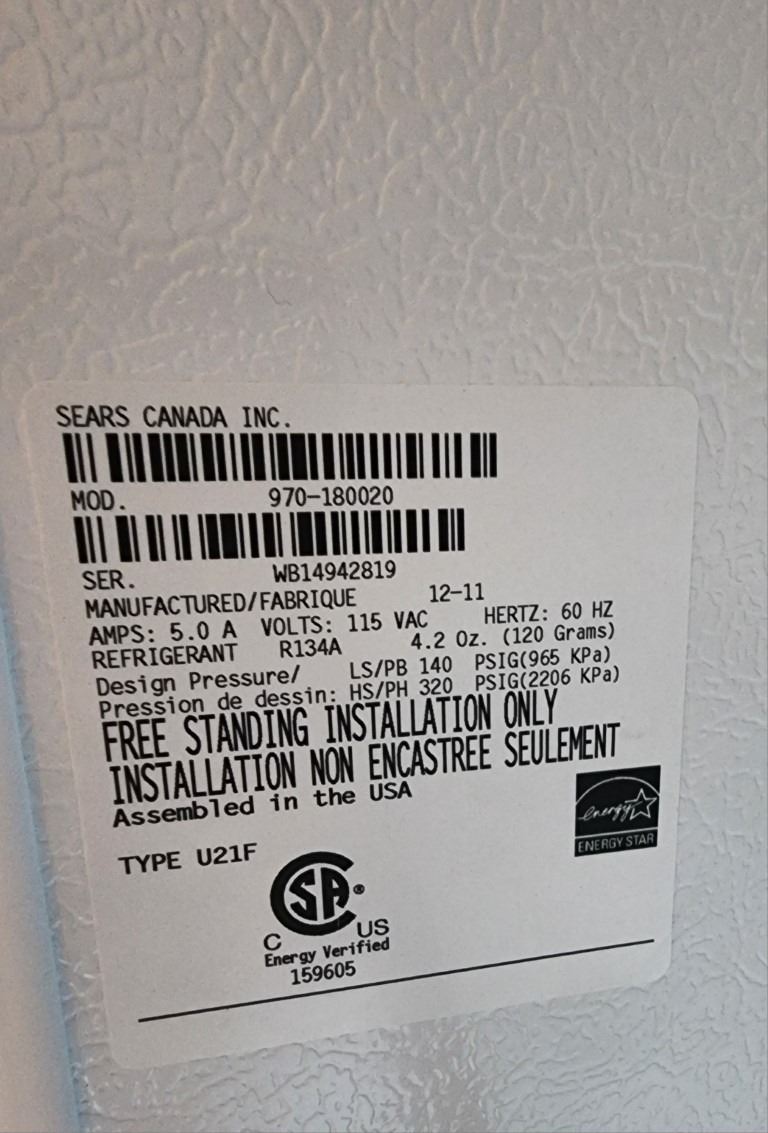 SEARS CANADA INC.
MOD. 970-180020
SER. WB14942819
MANUFACTURED/FABRIQUE 12-11
AMPS: 5.0 A VOLTS: 115 VAC HERTZ: 60 HZ
REFRIGERANT R134A 4.2 Oz. (120 Grams)
Design Pressure/ LS/PB 140 PSIG(965 KPa)
Pression de dessin: HS/PH 320 PSIG(2206 KPa)
FREE STANDING INSTALLATION ONLY
INSTALLATION NON ENCASTREE SEULEMENT
Assembled in the USA
energy
ENERGY STAR
TYPE U21F
SA®
C US
Energy Verified
159605